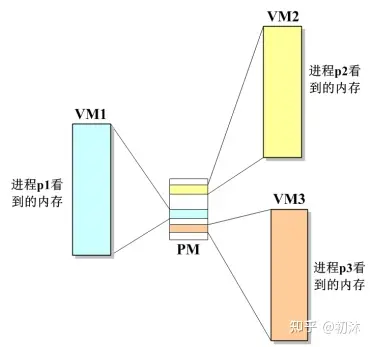 VM2
进程p2看
到的内存
VM1
进程p1看
到的内存
VM3
PM
进程p3看
到的内存
知乎 @初沐